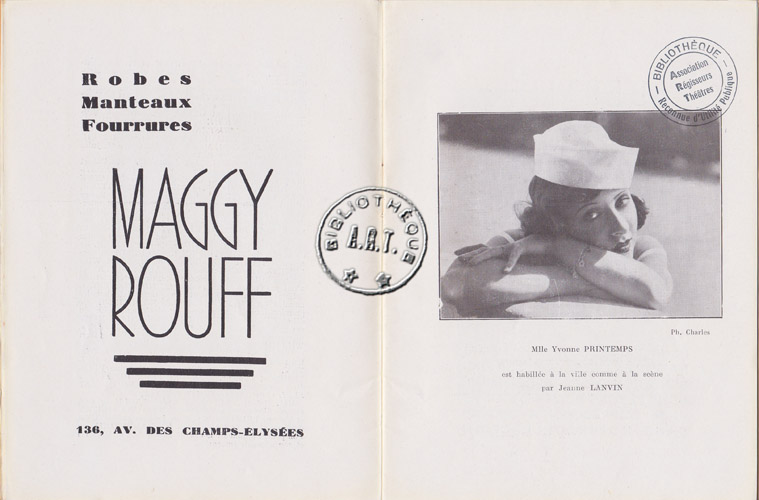 Robes
Manteaux
Fourrures
MAGGY
ROUFF
136, AV. DES CHAMPS-ÉLYSÉES
BIBLIOTHÈQUE
A.R.T.
BIBLIOTHÈQUE
Association
Régisseurs
Théâtres
Reconnue d'Utilité Publique
Ph. Charles
Mlle Yvonne PRINTEMPS
est habillée à la ville comme à la scène
par Jeanne LANVIN